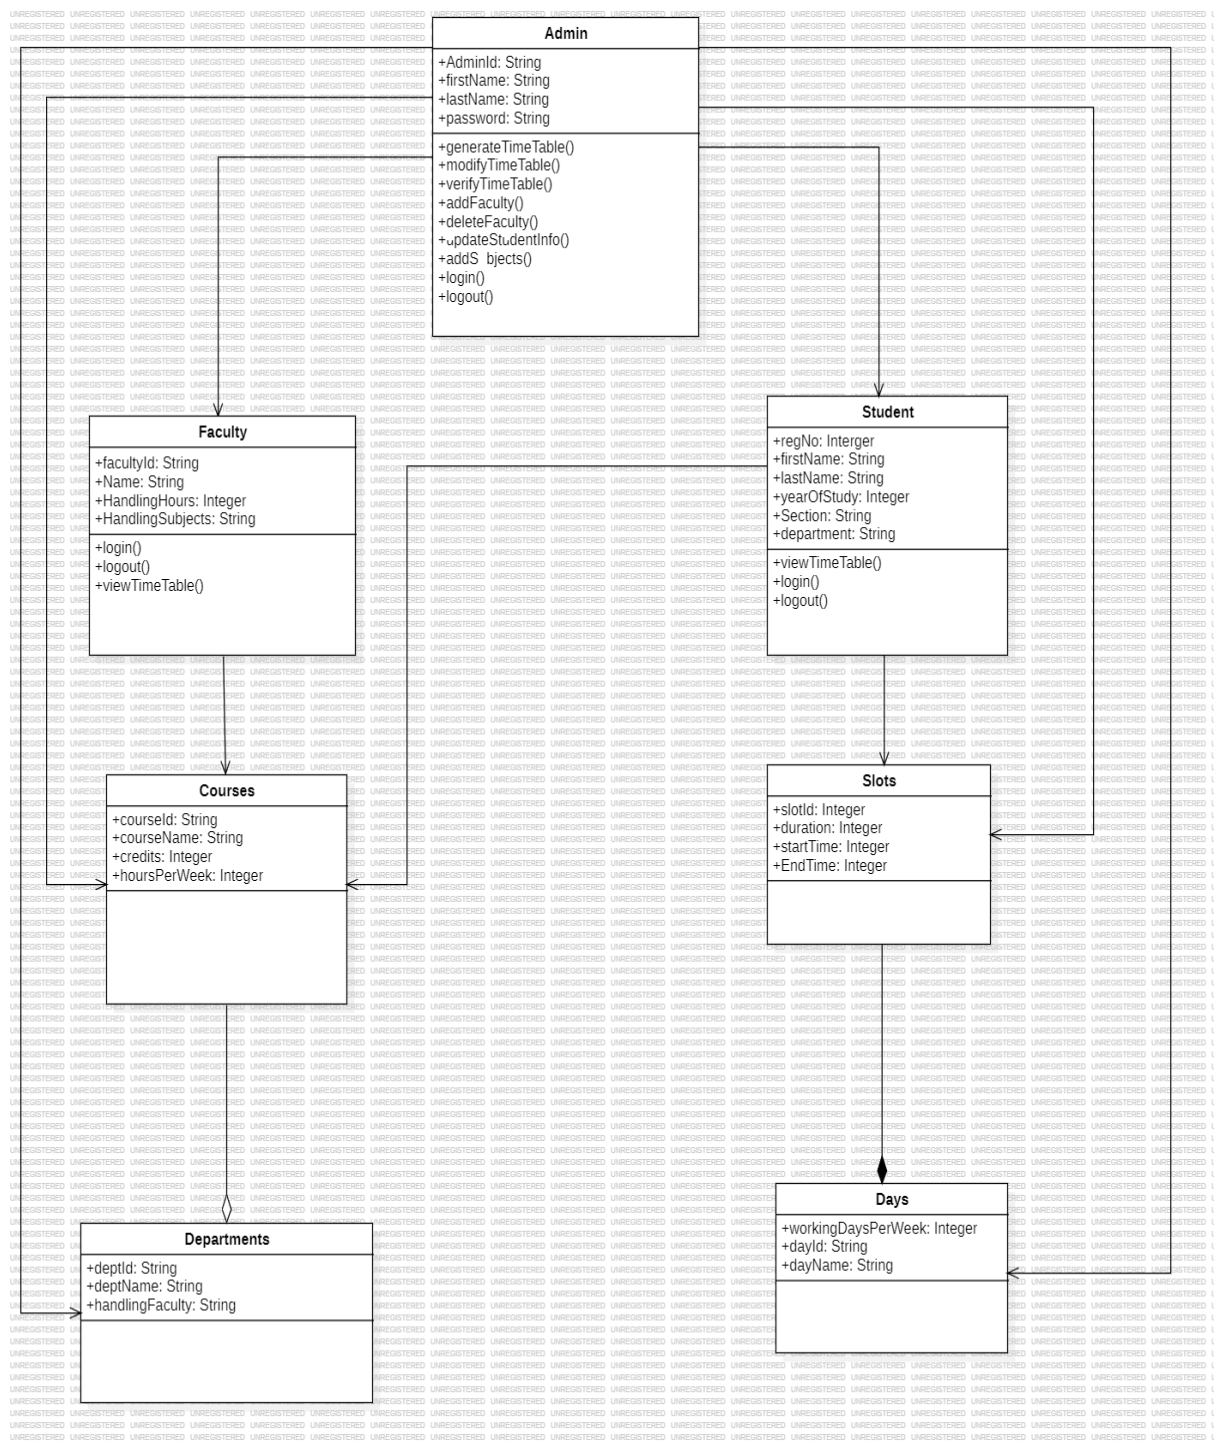 Admin
+AdminId: String
+firstName: String
+lastName: String
+password: String
+generateTimeTable()
+modifyTimeTable()
+verifyTimeTable()
+addFaculty()
+deleteFaculty()
+updateStudentInfo()
+addS bjects()
+login()
+logout()
Faculty
+facultyId: String
+Name: String
+HandlingHours: Integer
+HandlingSubjects: String
+login()
+logout()
+viewTimeTable()
Student
+regNo: Interger
+firstName: String
+lastName: String
+yearOfStudy: Integer
+Section: String
+department: String
+viewTimeTable()
+login()
+logout()
Courses
+courseId: String
+courseName: String
+credits: Integer
+hoursPerWeek: Integer
Slots
+slotId: Integer
+duration: Integer
+startTime: Integer
+EndTime: Integer
Departments
+deptId: String
+deptName: String
+handlingFaculty: String
Days
+workingDaysPerWeek: Integer
+dayId: String
+dayName: String
UNREGISTERED